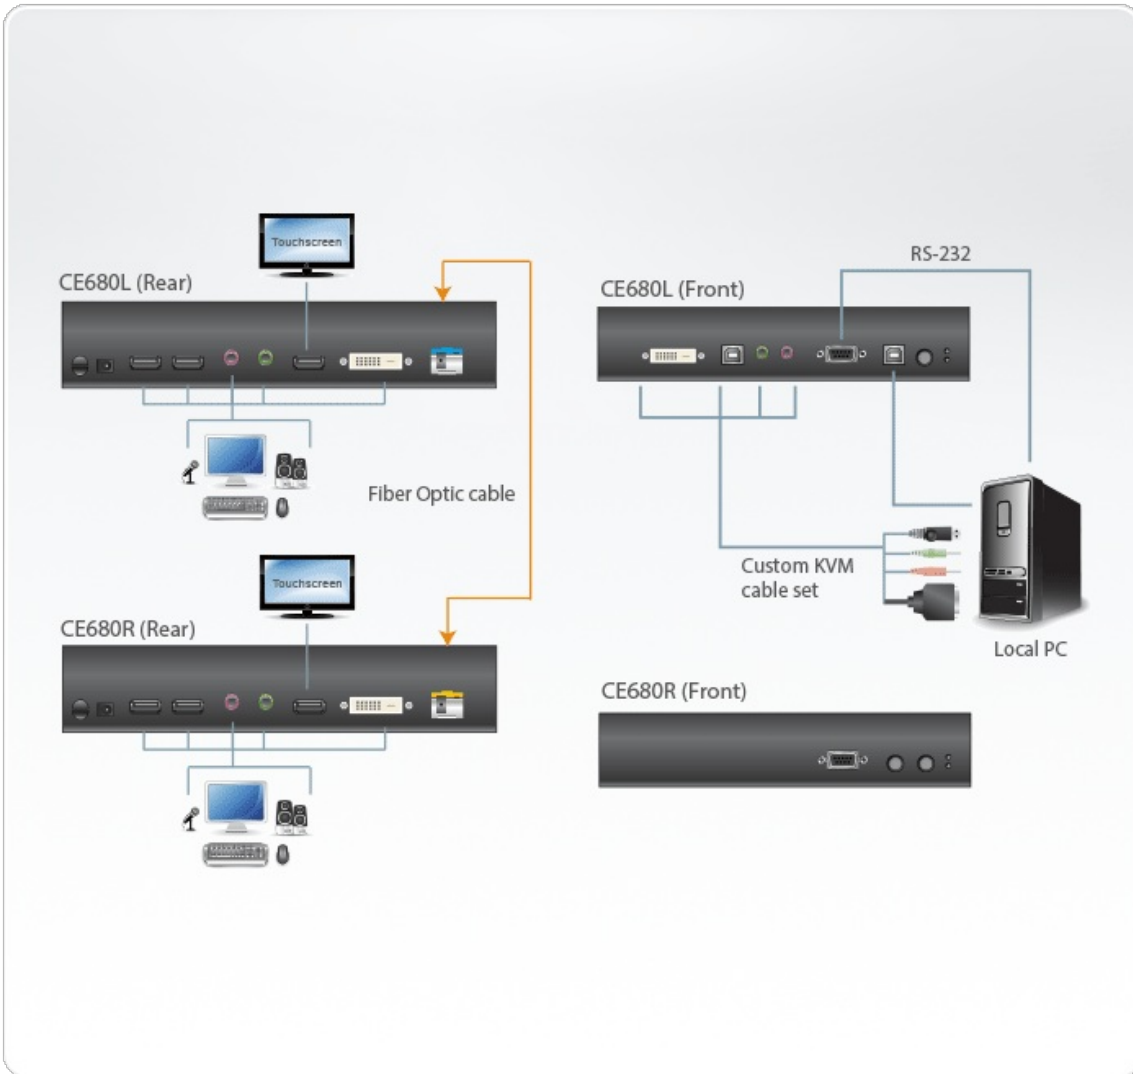 Touchscreen
CE680L (Rear)
Fiber Optic cable
Touchscreen
CE680R (Rear)
RS-232
CE680L (Front)
Custom KVM
cable set
Local PC
CE680R (Front)